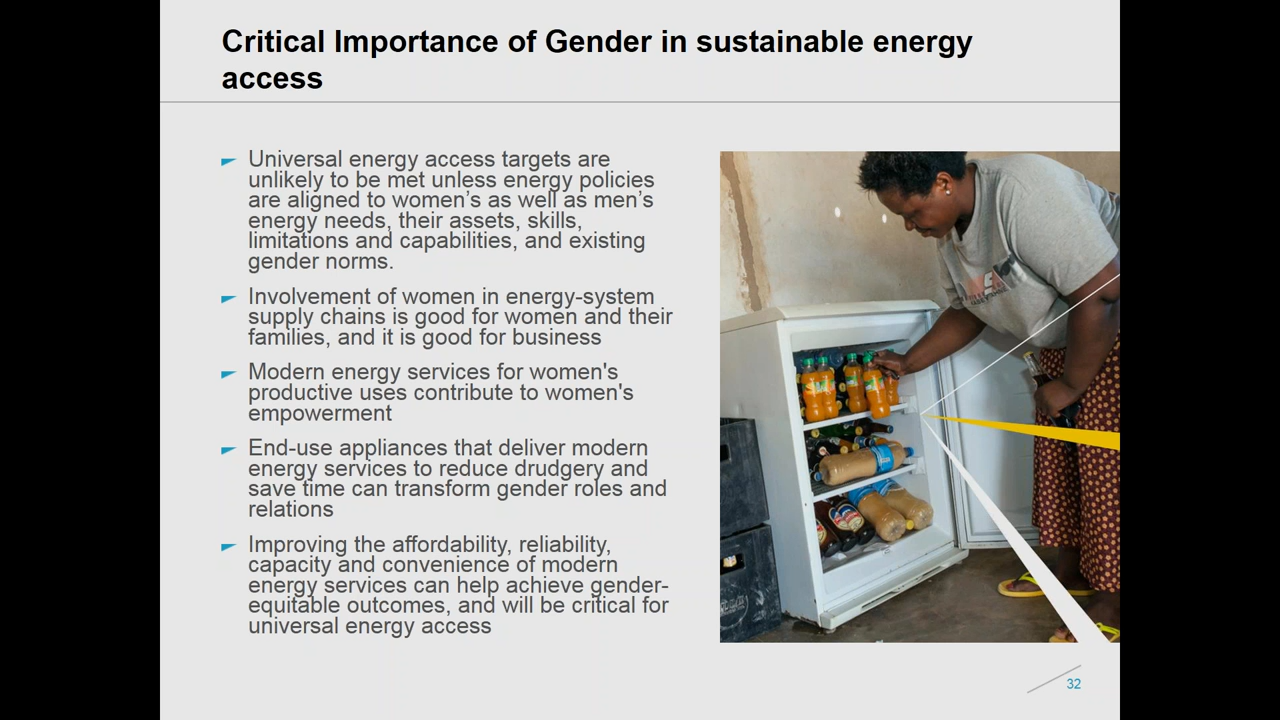 Critical Importance of Gender in sustainable energy
access
Universal energy access targets are
unlikely to be met unless energy policies
are aligned to women’s as well as men’s
energy needs, their assets, skills,
limitations and capabilities, and existing
gender norms.
Involvement of women in energy-system
supply chains is good for women and their
families, and it is good for business
Modern energy services for women's
productive uses contribute to women's
empowerment
End-use appliances that deliver modern
energy services to reduce drudgery and
save time can transform gender roles and
relations
Improving the affordability, reliability,
capacity and convenience of modern
energy services can help achieve gender-
equitable outcomes, and will be critical for
universal energy access
32